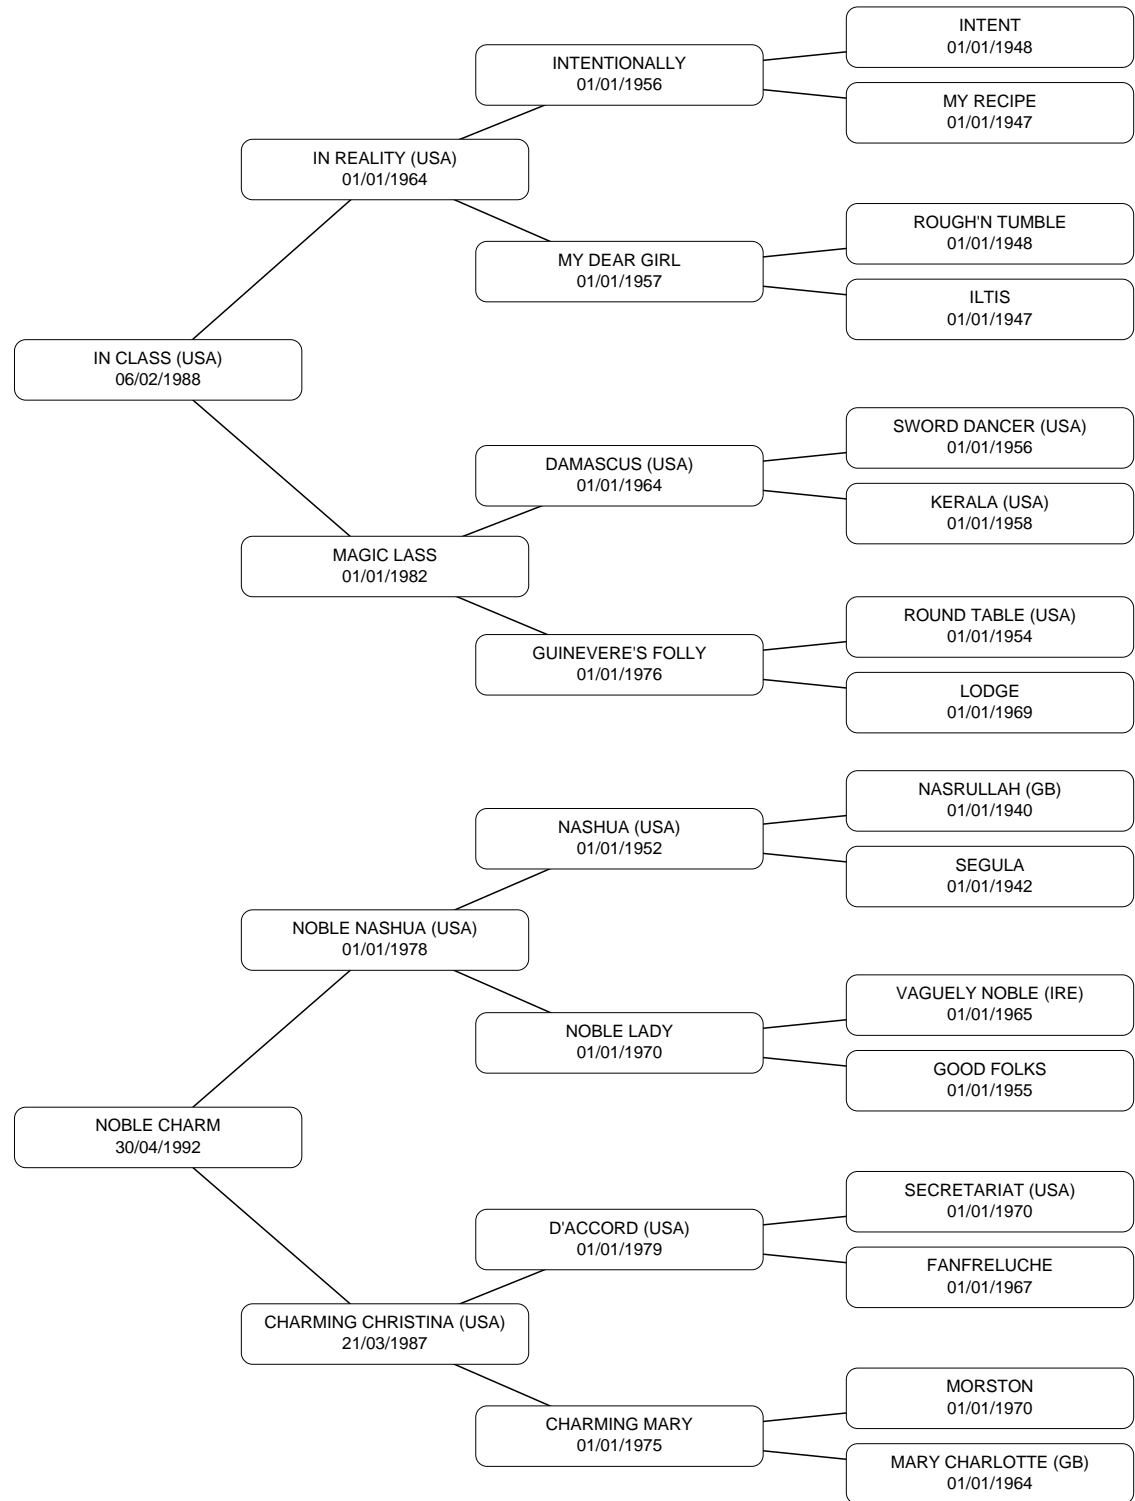 INTENT
01/01/1948
INTENTIONALLY
01/01/1956
MY RECIPE
01/01/1947
IN REALITY (USA)
01/01/1964
ROUGH'N TUMBLE
01/01/1948
MY DEAR GIRL
01/01/1957
ILTIS
01/01/1947
IN CLASS (USA)
06/02/1988
SWORD DANCER (USA)
01/01/1956
DAMASCUS (USA)
01/01/1964
KERALA (USA)
01/01/1958
MAGIC LASS
01/01/1982
ROUND TABLE (USA)
01/01/1954
GUINEVERE'S FOLLY
01/01/1976
LODGE
01/01/1969
NASRULLAH (GB)
01/01/1940
NASHUA (USA)
01/01/1952
SEGULA
01/01/1942
NOBLE NASHUA (USA)
01/01/1978
VAGUELY NOBLE (IRE)
01/01/1965
NOBLE LADY
01/01/1970
GOOD FOLKS
01/01/1955
NOBLE CHARM
30/04/1992
SECRETARIAT (USA)
01/01/1970
D'ACCORD (USA)
01/01/1979
FANFRELUCHE
01/01/1967
CHARMING CHRISTINA (USA)
21/03/1987
MORSTON
01/01/1970
CHARMING MARY
01/01/1975
MARY CHARLOTTE (GB)
01/01/1964